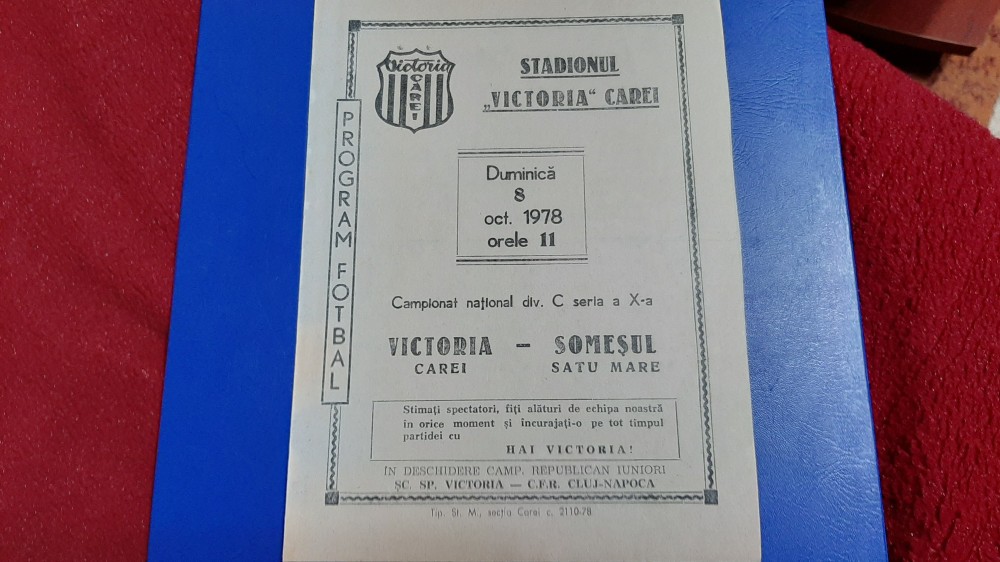 Victoria
CAREI
STADIONUL
„VICTORIA“ CAREI
PROGRAM FOTBAL
Duminică
8
oct. 1978
orele 11
Campionat național div. C seria a X-a
VICTORIA — SOMEȘUL
CAREI SATU MARE
Stimați spectatori, fiți alături de echipa noastră
în orice moment și încurajați-o pe tot timpul
partidei cu
HAI VICTORIA!
ÎN DESCHIDERE CAMP. REPUBLICAN IUNIORI
ȘC. SP. VICTORIA — C.F.R. CLUJ-NAPOCA
Tip. St. M., secția Carei c. 2110-78